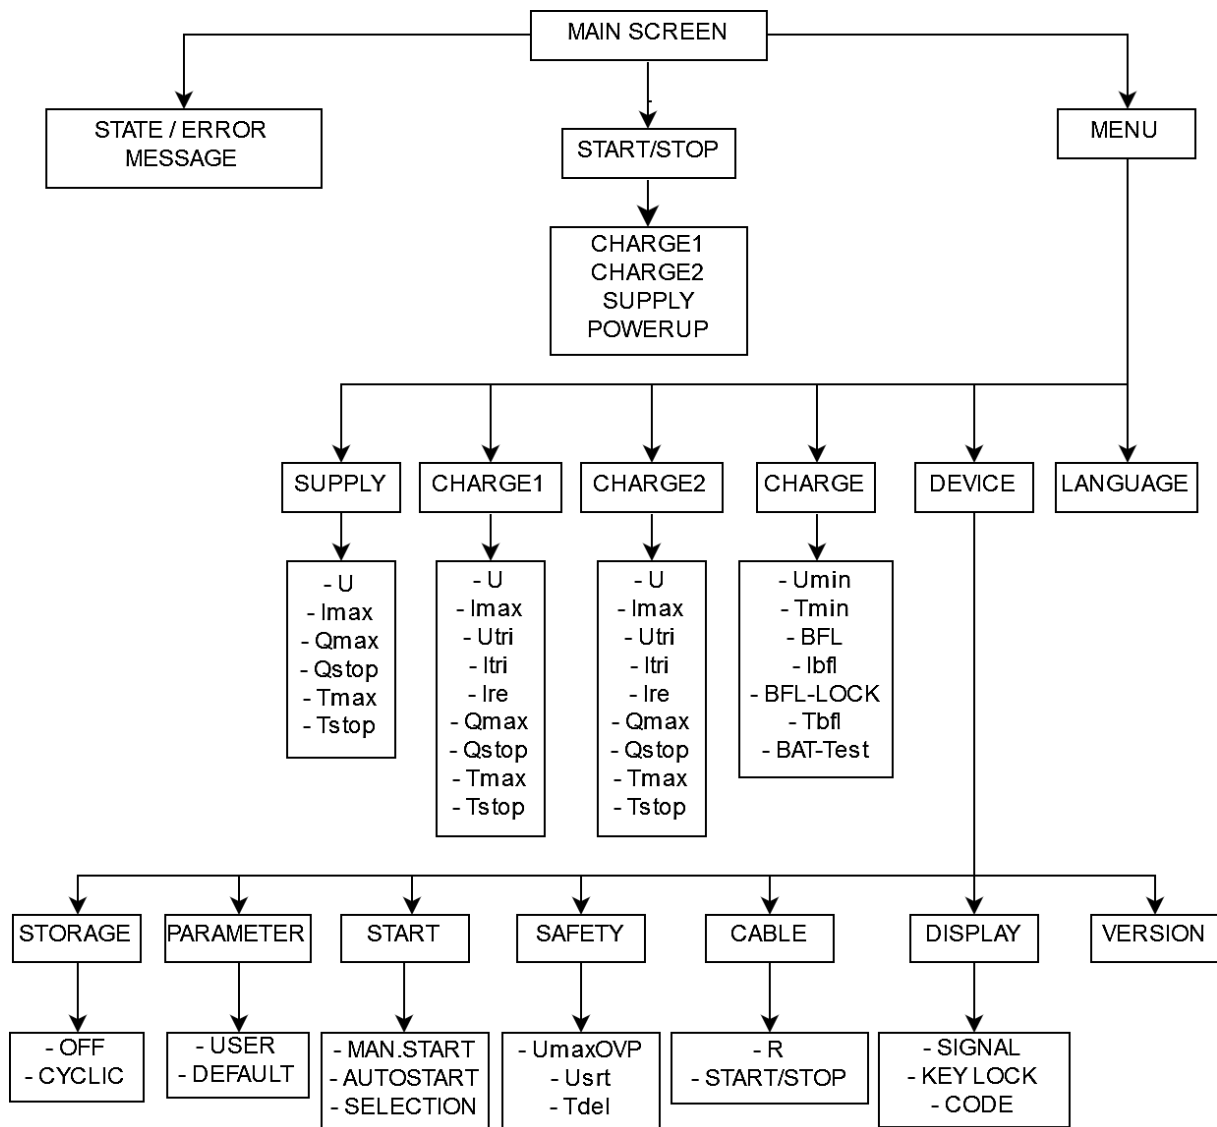 MAIN SCREEN
STATE / ERROR
MESSAGE
START/STOP
MENU
CHARGE1
CHARGE2
SUPPLY
POWERUP
SUPPLY
CHARGE1
CHARGE2
CHARGE
DEVICE
LANGUAGE
- U
- Imax
- Qmax
- Qstop
- Tmax
- Tstop
- U
- Imax
- Utri
- Itri
- Ire
- Qmax
- Qstop
- Tmax
- Tstop
- U
- Imax
- Utri
- Itri
- Ire
- Qmax
- Qstop
- Tmax
- Tstop
- Umin
- Tmin
- BFL
- Ibfl
- BFL-LOCK
- Tbfl
- BAT-Test
STORAGE
PARAMETER
START
SAFETY
CABLE
DISPLAY
VERSION
- OFF
- CYCLIC
- USER
- DEFAULT
- MAN.START
- AUTOSTART
- SELECTION
- UmaxOVP
- Usrt
- Tdel
- R
- START/STOP
- SIGNAL
- KEY LOCK
- CODE